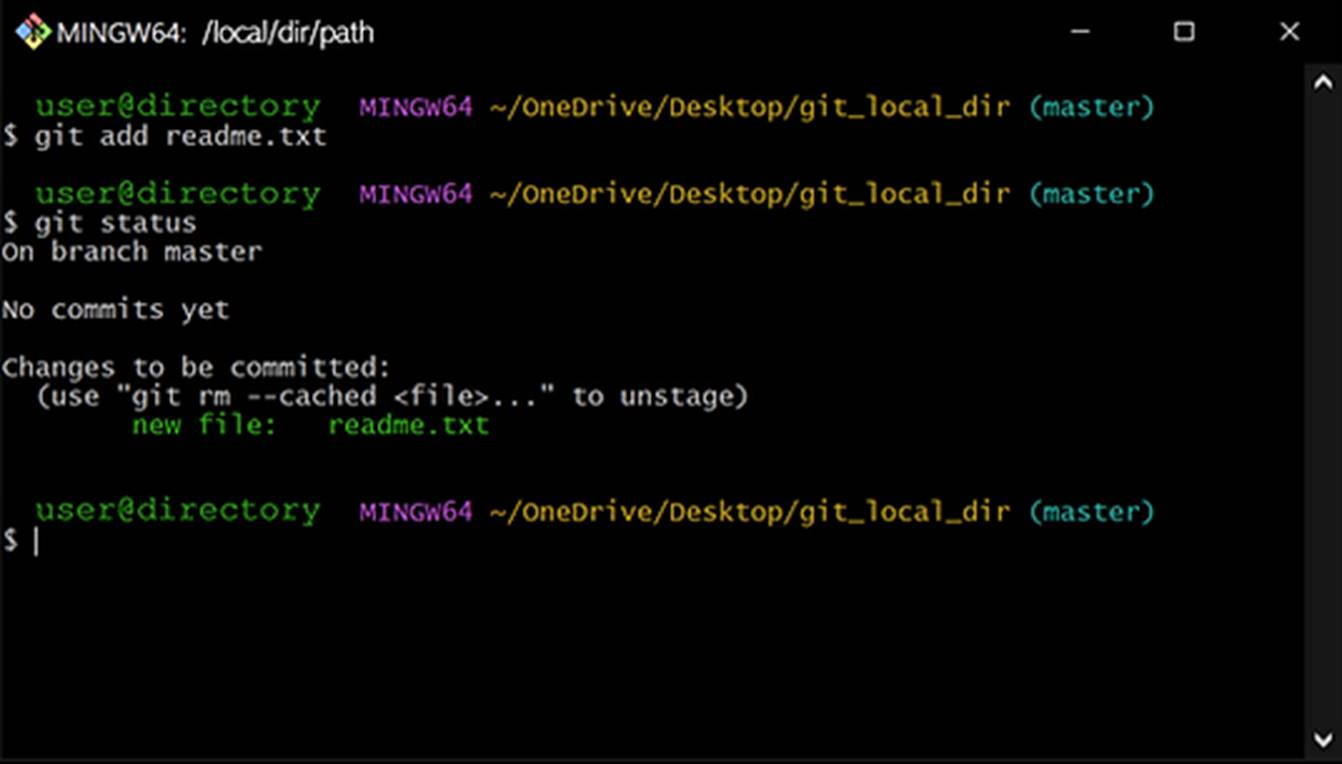 MINGW64: /local/dir/path
user@directory MINGW64 ~/OneDrive/Desktop/git_local_dir (master)
$ git add readme.txt
user@directory MINGW64 ~/OneDrive/Desktop/git_local_dir (master)
$ git status
On branch master
No commits yet
Changes to be committed:
(use "git rm --cached <file>..." to unstage)
new file: readme.txt
user@directory MINGW64 ~/OneDrive/Desktop/git_local_dir (master)
$